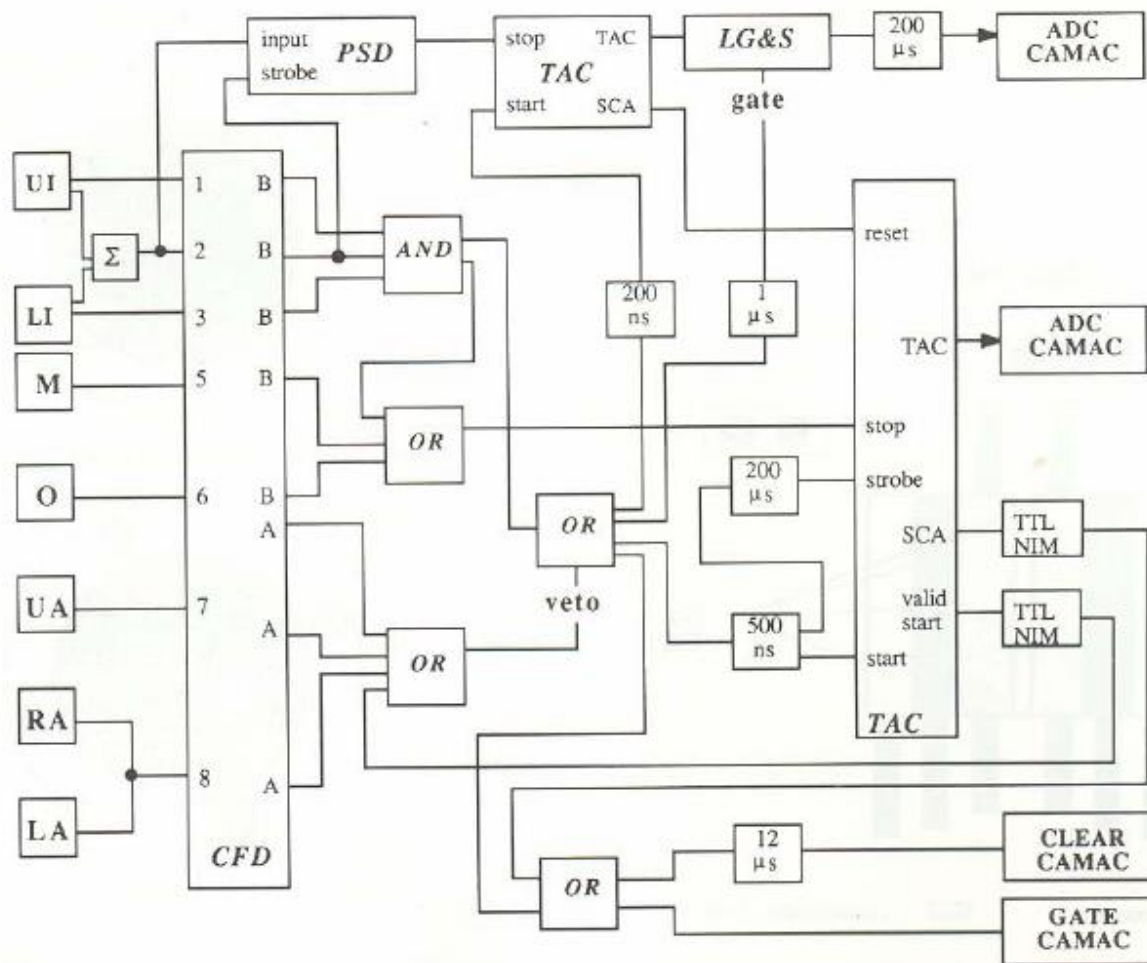 input
strobe
PSD
stop TAC
TAC
start SCA
LG&S
200
μs
ADC
CAMAC
gate
UI
Σ
LI
M
O
UA
RA
LA
1 B
2 B
3 B
5 B
6 B
A
7 A
8 A
CFD
AND
OR
OR
veto
OR
200
ns
1
μs
200
μs
500
ns
reset
TAC
stop
strobe
SCA
valid
start
start
TAC
ADC
CAMAC
TTL
NIM
TTL
NIM
OR
12
μs
CLEAR
CAMAC
GATE
CAMAC